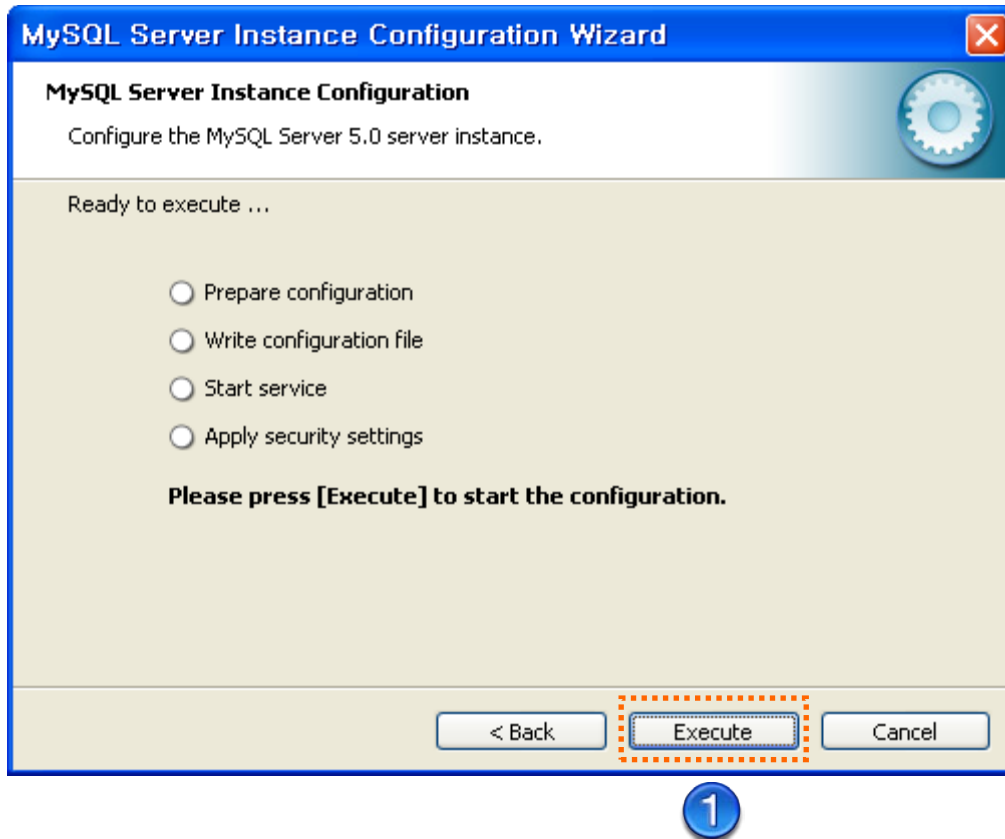 MySQL Server Instance Configuration Wizard
MySQL Server Instance Configuration
Configure the MySQL Server 5.0 server instance.
Ready to execute ...
Prepare configuration
Write configuration file
Start service
Apply security settings
Please press [Execute] to start the configuration.
< Back Execute Cancel
1